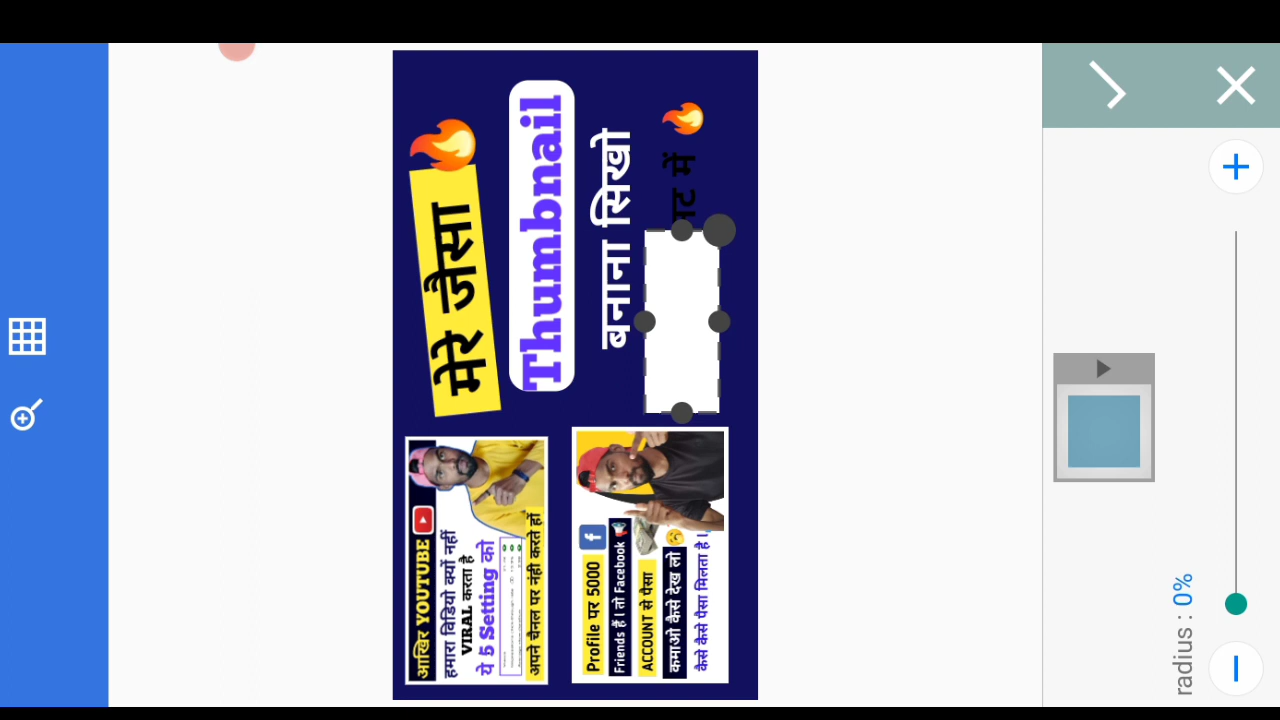 मेरे जैसा
Thumbnail
बनाना सिखो
में
आखिर YOUTUBE
हमारा विडियो क्यों नहीं
VIRAL करता है
ये 5 Setting को
अपने चैनल पर नंही करते हों
Profile पर 5000
Friends हैं । तो Facebook
ACCOUNT से पैसा
कमाओ कैसे देख लो
कैसे कैसे पैसा मिलता है ।
radius : 0%